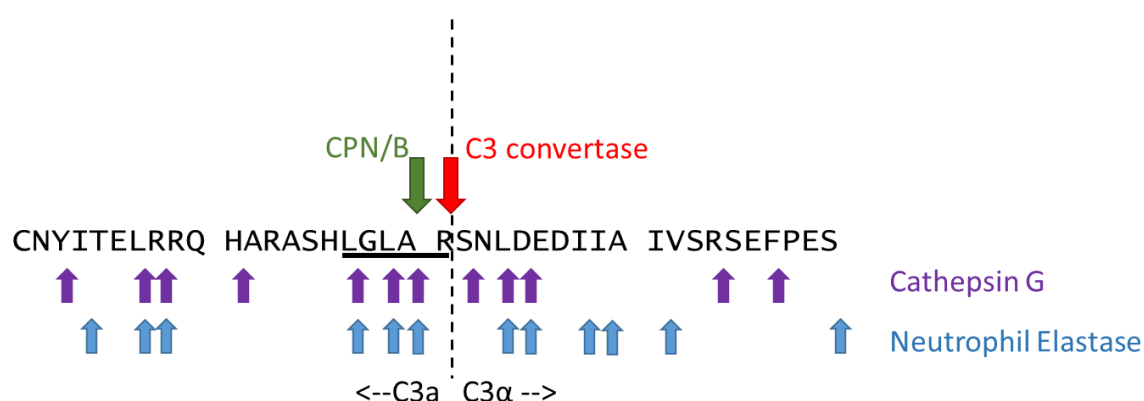 CPN/B C3 convertase
CNYITELRRQ HARASHLGLA RSNLDEDIIA IVSRSEFPES
Cathepsin G
Neutrophil Elastase
<--C3a C3α -->